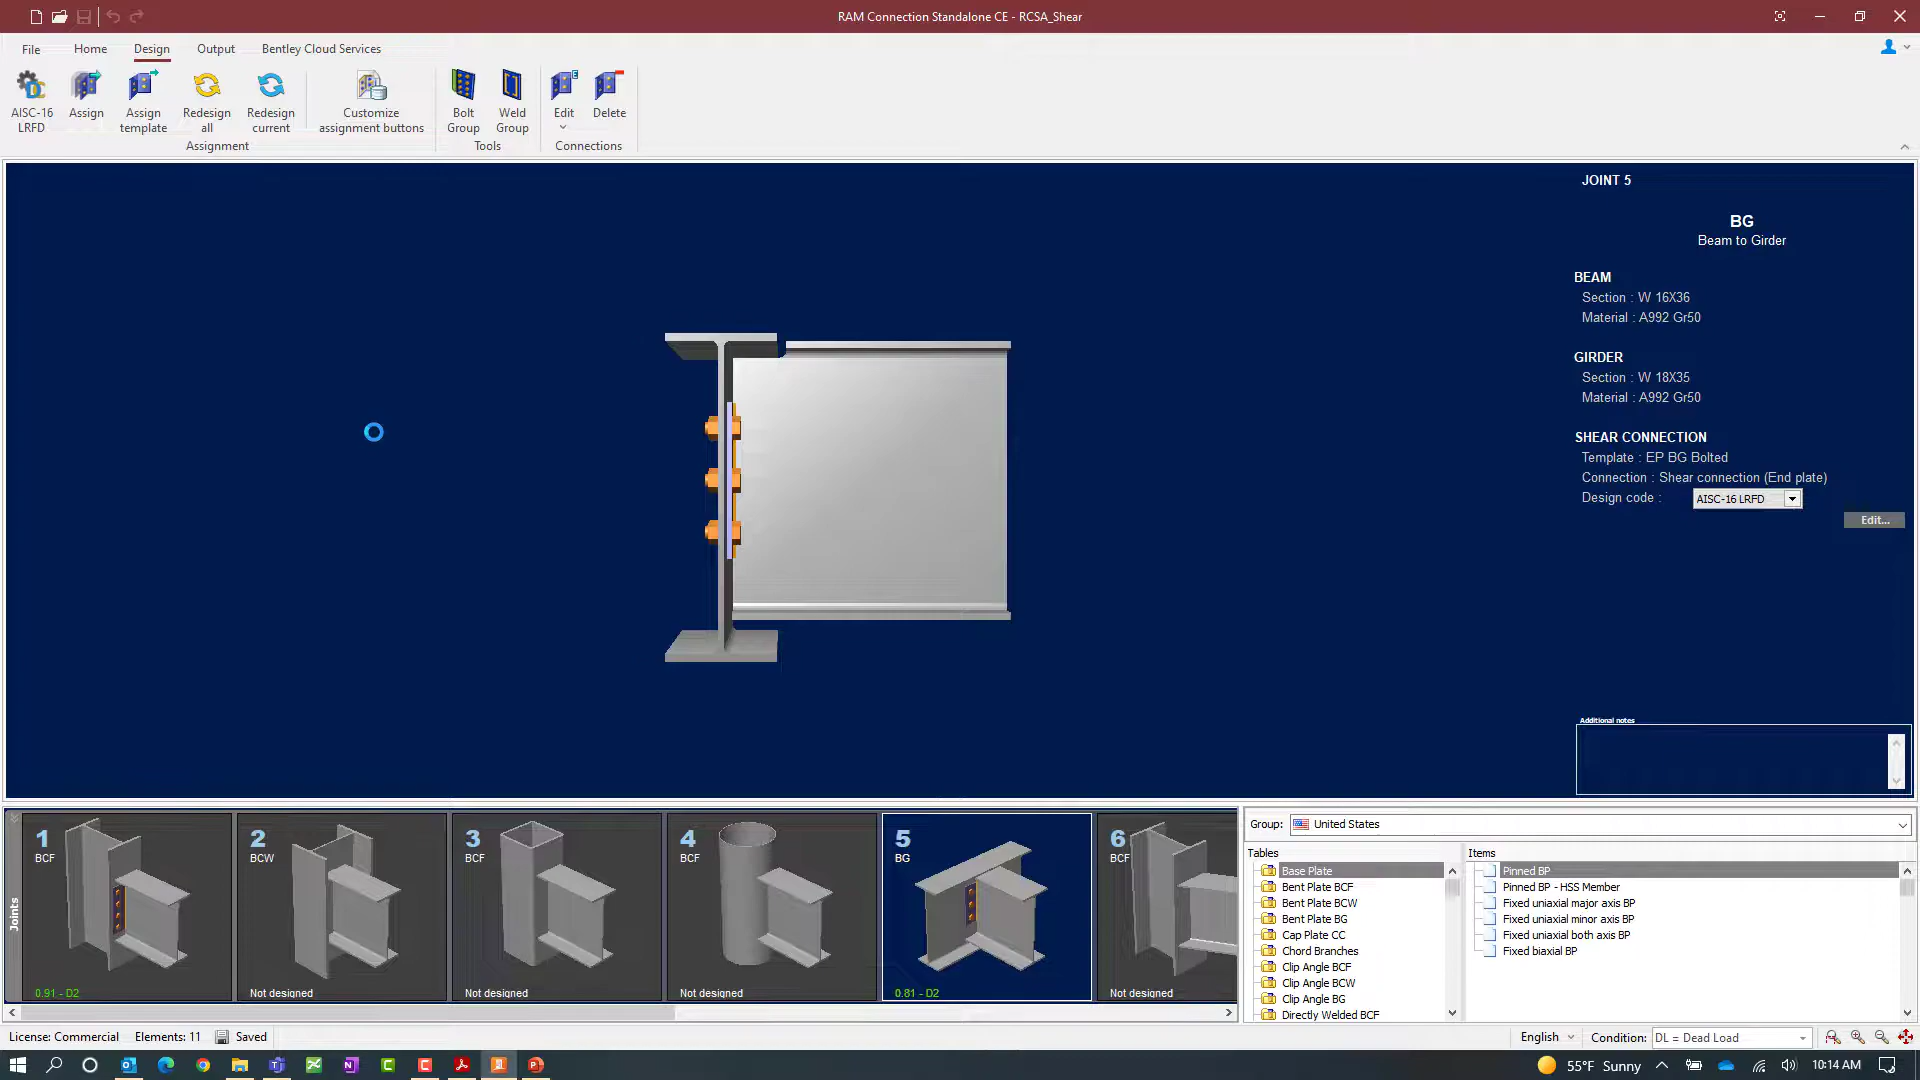 RAM Connection Standalone CE - RCSA_Shear
File
Home
Design
Output
Bentley Cloud Services
AISC-16
LRFD
Assign
Assign
template
Redesign
all
Redesign
current
Customize
assignment buttons
Bolt
Group
Weld
Group
Edit
Delete
Assignment
Tools
Connections
JOINT 5
BG
Beam to Girder
BEAM
Section : W 16X36
Material : A992 Gr50
GIRDER
Section : W 18X35
Material : A992 Gr50
SHEAR CONNECTION
Template : EP BG Bolted
Connection : Shear connection (End plate)
Design code : AISC-16 LRFD
Edit...
Additional notes
Joints
1
BCF
0.91 - D2
2
BCW
Not designed
3
BCF
Not designed
4
BCF
Not designed
5
BG
0.81 - D2
6
BCF
Not designed
Group: United States
Tables
Base Plate
Bent Plate BCF
Bent Plate BCW
Bent Plate BG
Cap Plate CC
Chord Branches
Clip Angle BCF
Clip Angle BCW
Clip Angle BG
Directly Welded BCF
Items
Pinned BP
Pinned BP - HSS Member
Fixed uniaxial major axis BP
Fixed uniaxial minor axis BP
Fixed uniaxial both axis BP
Fixed biaxial BP
License: Commercial
Elements: 11
Saved
English
Condition: DL = Dead Load
55°F Sunny
10:14 AM